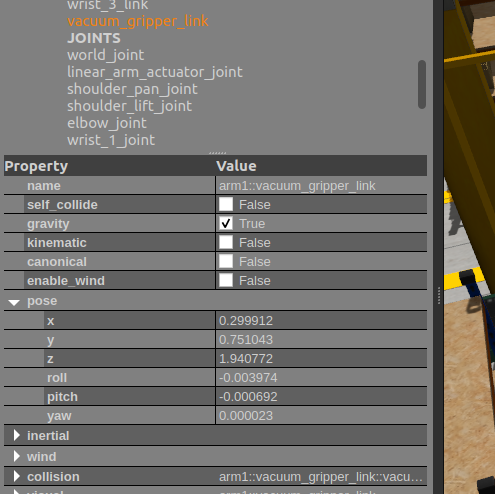 wrist_3_link
vacuum_gripper_link
JOINTS
world_joint
linear_arm_actuator_joint
shoulder_pan_joint
shoulder_lift_joint
elbow_joint
wrist_1_joint
Property Value
name arm1::vacuum_gripper_link
self_collide False
gravity True
kinematic False
canonical False
enable_wind False
pose
x 0.299912
y 0.751043
z 1.940772
roll -0.003974
pitch -0.000692
yaw 0.000023
inertial
wind
collision arm1::vacuum_gripper_link::vacu...